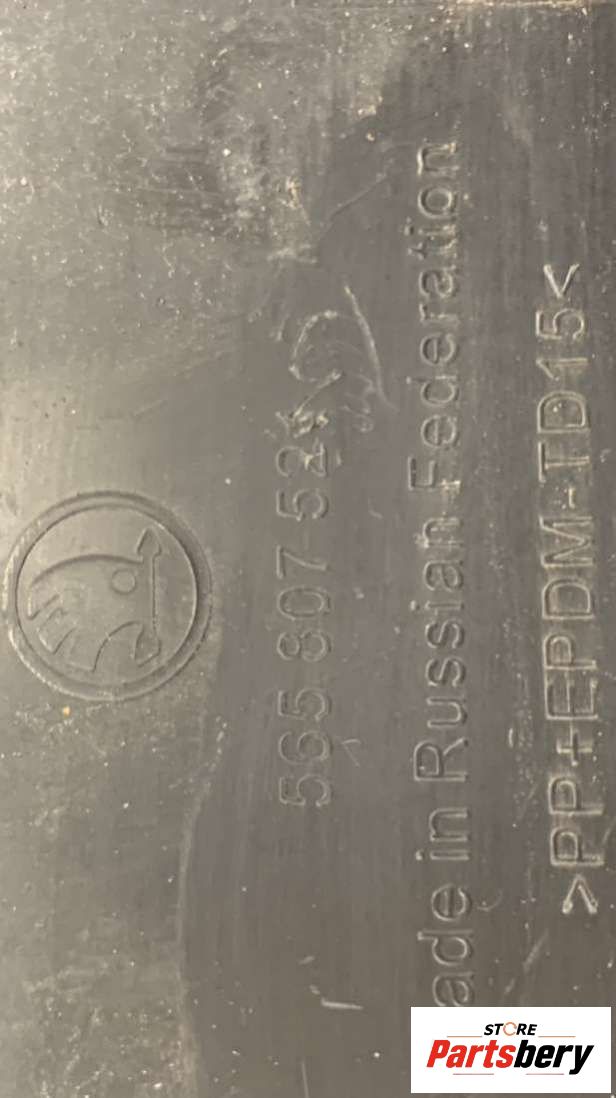 565 807 52
ade in Russian Federation
>PP+EPDM-TD15<
STORE
Partsbery